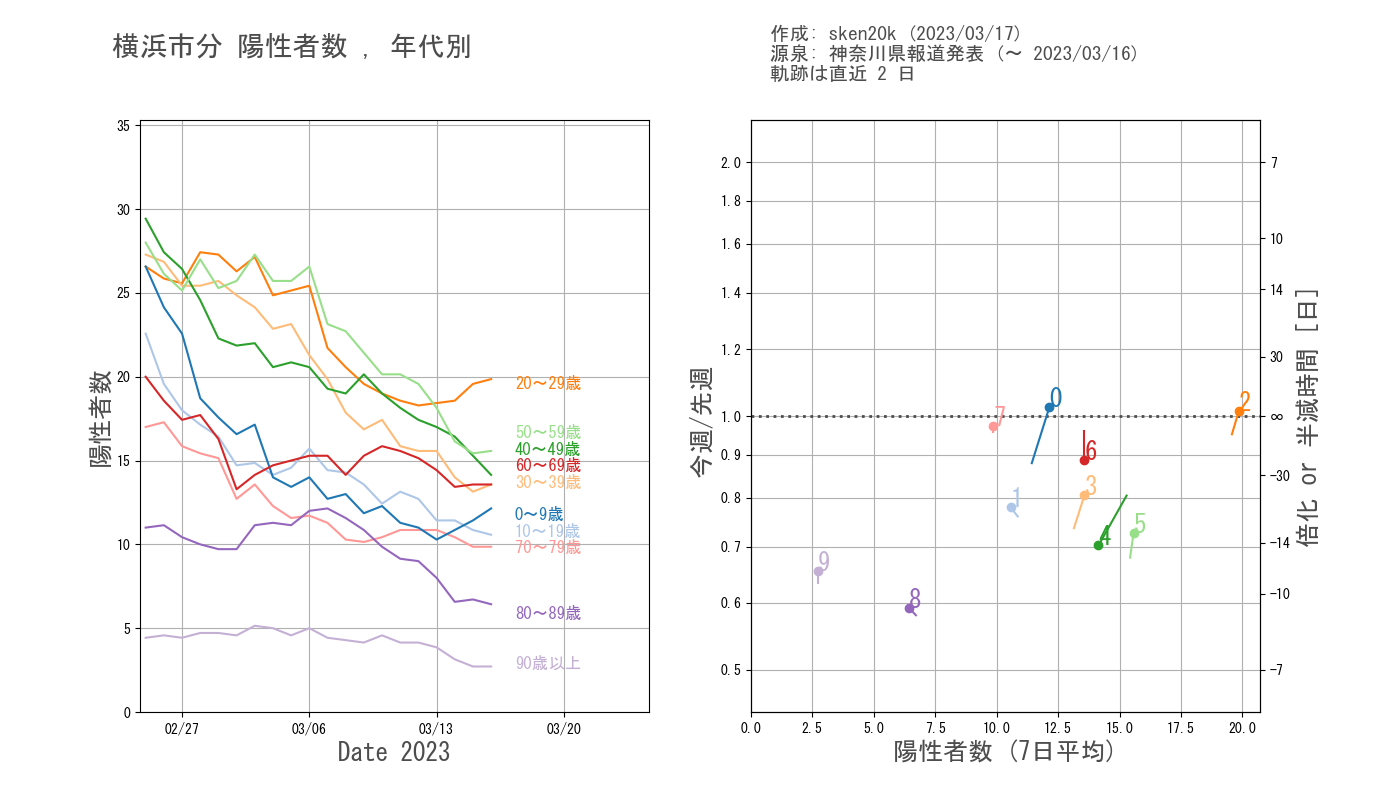 横浜市分 陽性者数 , 年代別
作成: sken20k (2023/03/17)
源泉: 神奈川県報道発表 (～ 2023/03/16)
軌跡は直近 2 日
陽性者数
35
30
25
20
15
10
5
0
20～29歳
50～59歳
40～49歳
60～69歳
30～39歳
0～9歳
10～19歳
70～79歳
80～89歳
90歳以上
02/27
03/06
03/13
03/20
Date 2023
今週/先週
2.0
1.8
1.6
1.4
1.2
1.0
0.9
0.8
0.7
0.6
0.5
0
2
7
6
3
1
4
5
9
8
7
10
14
30
∞
-30
-14
-10
-7
倍化 or 半減時間 [日]
0.0
2.5
5.0
7.5
10.0
12.5
15.0
17.5
20.0
陽性者数 (7日平均)